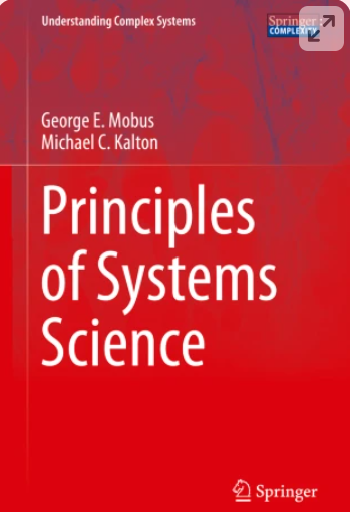 Understanding Complex Systems
Springer
COMPLEXITY
George E. Mobus
Michael C. Kalton
Principles
of Systems
Science
Springer